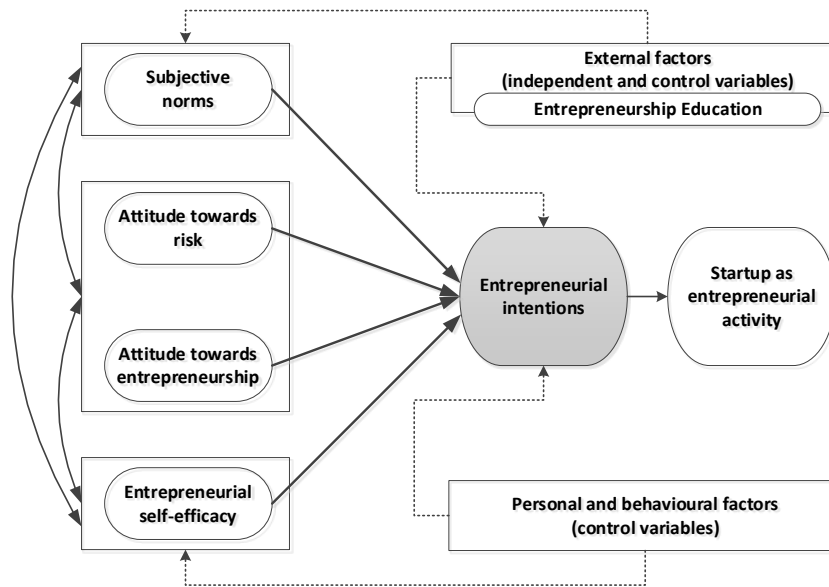 Subjective
norms
External factors
(independent and control variables)
Entrepreneurship Education
Attitude towards
risk
Entrepreneurial
intentions
Startup as
entrepreneurial
activity
Attitude towards
entrepreneurship
Entrepreneurial
self-efficacy
Personal and behavioural factors
(control variables)